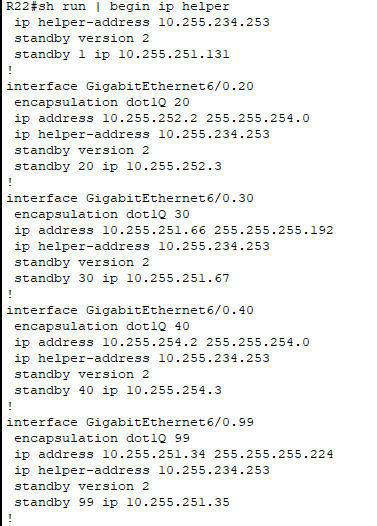 R22#sh run | begin ip helper
 ip helper-address 10.255.234.253
 standby version 2
 standby 1 ip 10.255.251.131
!
interface GigabitEthernet6/0.20
 encapsulation dot1Q 20
 ip address 10.255.252.2 255.255.254.0
 ip helper-address 10.255.234.253
 standby version 2
 standby 20 ip 10.255.252.3
!
interface GigabitEthernet6/0.30
 encapsulation dot1Q 30
 ip address 10.255.251.66 255.255.255.192
 ip helper-address 10.255.234.253
 standby version 2
 standby 30 ip 10.255.251.67
!
interface GigabitEthernet6/0.40
 encapsulation dot1Q 40
 ip address 10.255.254.2 255.255.254.0
 ip helper-address 10.255.234.253
 standby version 2
 standby 40 ip 10.255.254.3
!
interface GigabitEthernet6/0.99
 encapsulation dot1Q 99
 ip address 10.255.251.34 255.255.255.224
 ip helper-address 10.255.234.253
 standby version 2
 standby 99 ip 10.255.251.35
!